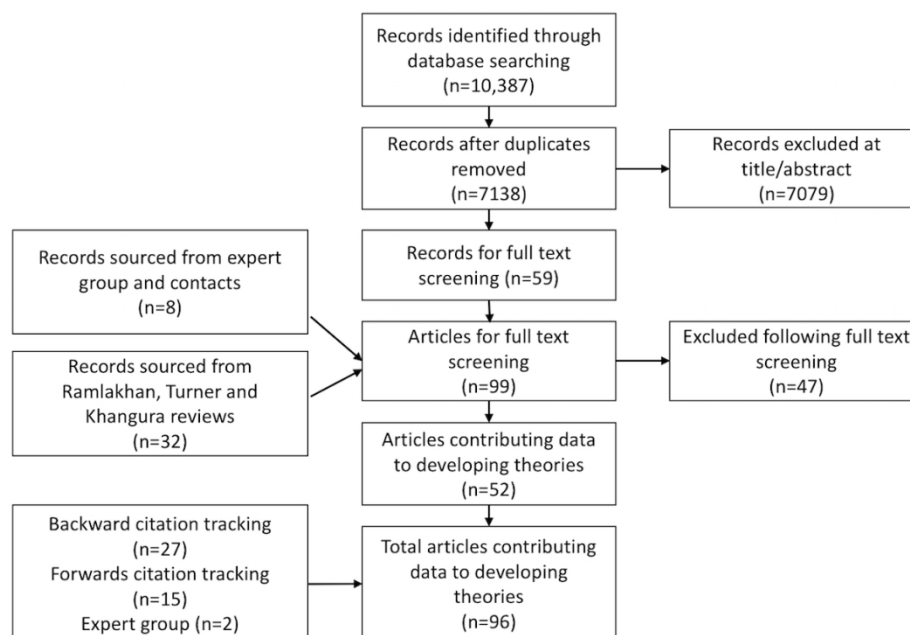 Records identified through
database searching
(n=10,387)
Records after duplicates
removed
(n=7138)
Records excluded at
title/abstract
(n=7079)
Records for full text
screening (n=59)
Records sourced from expert
group and contacts
(n=8)
Records sourced from
Ramlakhan, Turner and
Khangura reviews
(n=32)
Articles for full text
screening
(n=99)
Excluded following full text
screening
(n=47)
Articles contributing data
to developing theories
(n=52)
Backward citation tracking
(n=27)
Forwards citation tracking
(n=15)
Expert group (n=2)
Total articles contributing
data to developing
theories
(n=96)